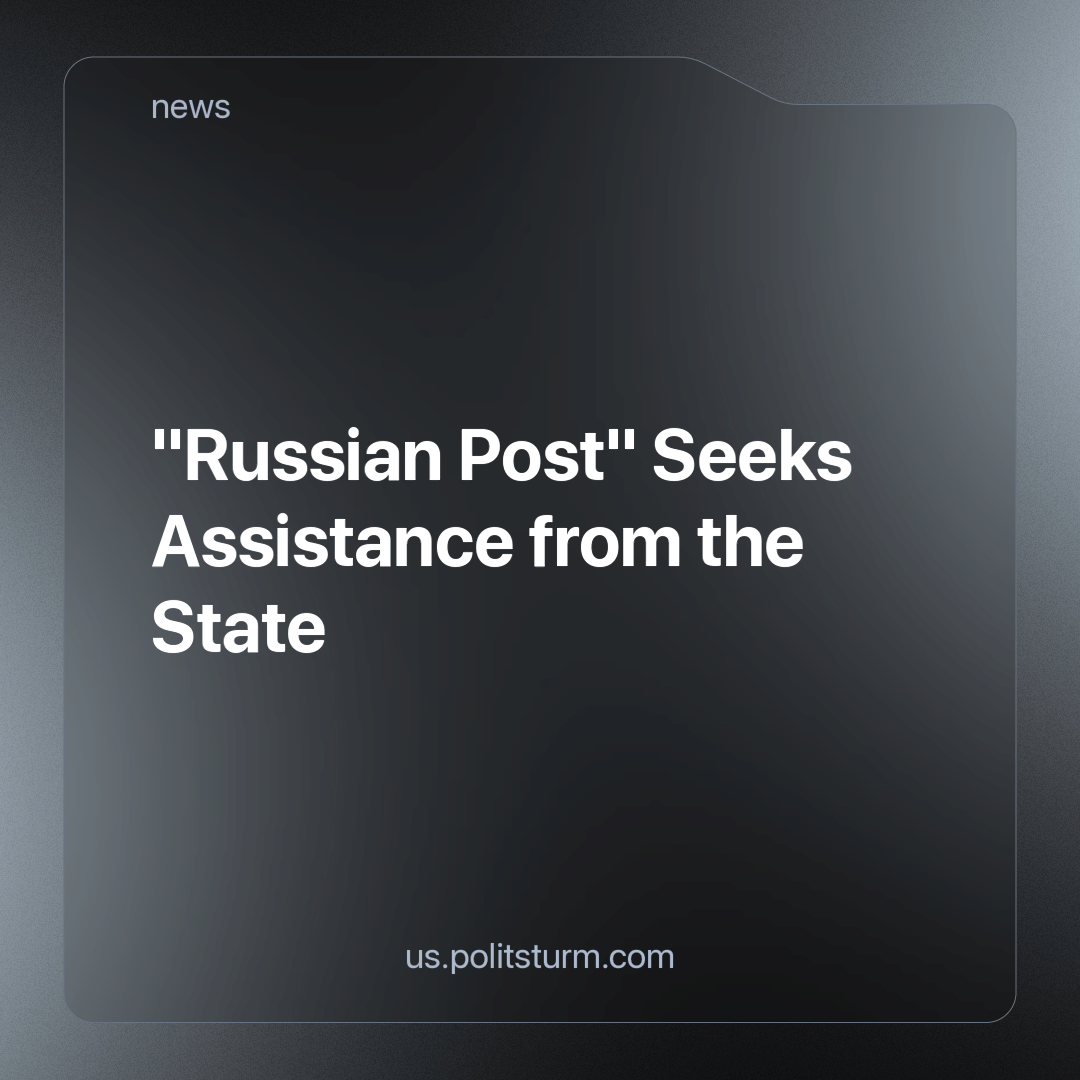 news
"Russian Post" Seeks
Assistance from the
State
us.politsturm.com